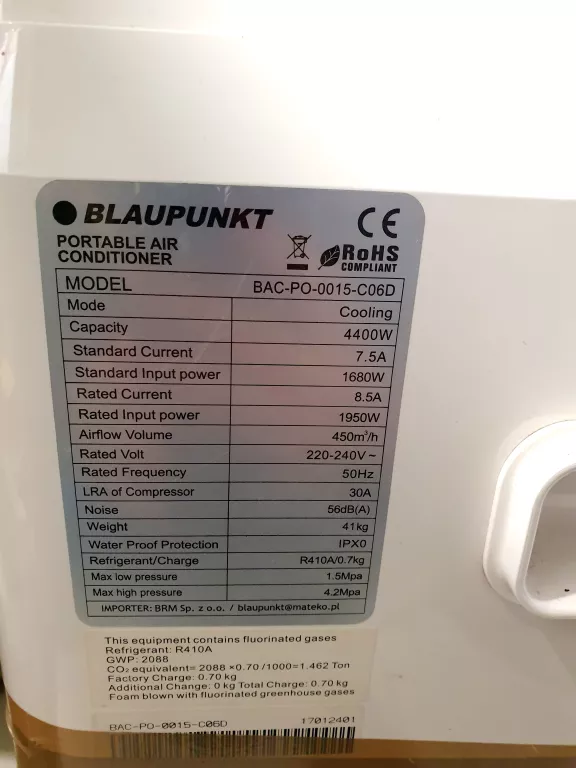 BLAUPUNKT
CE
PORTABLE AIR
CONDITIONER
RoHS
COMPLIANT
MODEL BAC-PO-0015-C06D
Mode Cooling
Capacity 4400W
Standard Current 7.5A
Standard Input power 1680W
Rated Current 8.5A
Rated Input power 1950W
Airflow Volume 450m³/h
Rated Volt 220-240V ~
Rated Frequency 50Hz
LRA of Compressor 30A
Noise 56dB(A)
Weight 41kg
Water Proof Protection IPX0
Refrigerant/Charge R410A/0.7kg
Max low pressure 1.5Mpa
Max high pressure 4.2Mpa
IMPORTER: BRM Sp. z o.o. / blaupunkt@mateko.pl
This equipment contains fluorinated gases
Refrigerant: R410A
GWP: 2088
CO₂ equivalent= 2088 ×0.70 /1000=1.462 Ton
Factory Charge: 0.70 kg
Additional Change: 0 kg Total Charge: 0.70 kg
Foam blown with fluorinated greenhouse gases
BAC-PO-0015-C06D 17012401